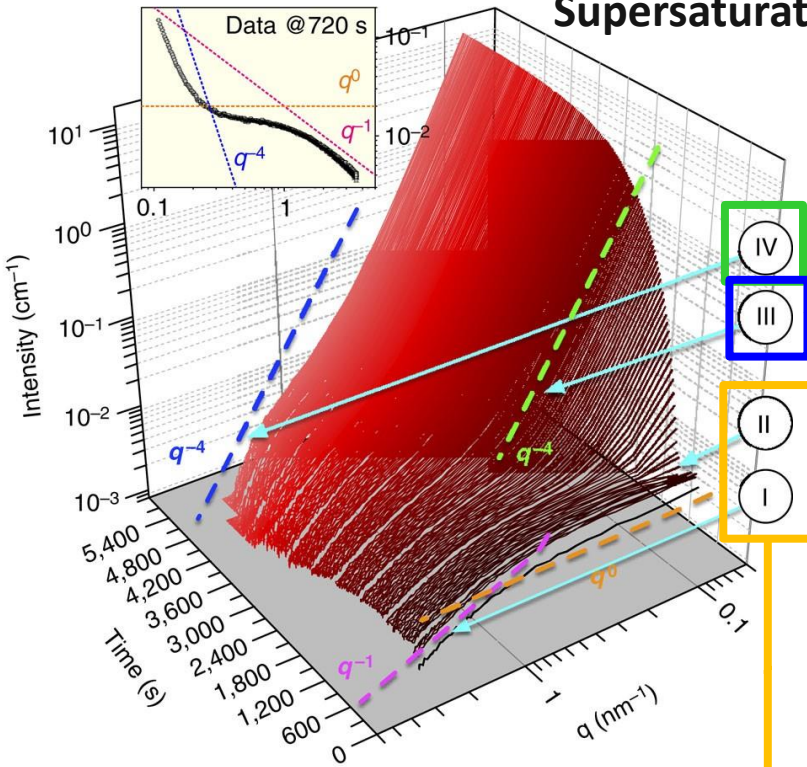 Supersaturat
Data @720 s
q⁰
q⁻¹
q⁻⁴
0.1
1
10⁻¹
10⁻²
10¹
10⁰
10⁻¹
10⁻²
10⁻³
Intensity (cm⁻¹)
IV
III
II
I
q⁻⁴
q⁻⁴
q⁰
q⁻¹
5,400
4,800
4,200
3,600
3,000
2,400
1,800
1,200
600
0
Time (s)
0.1
1
q (nm⁻¹)